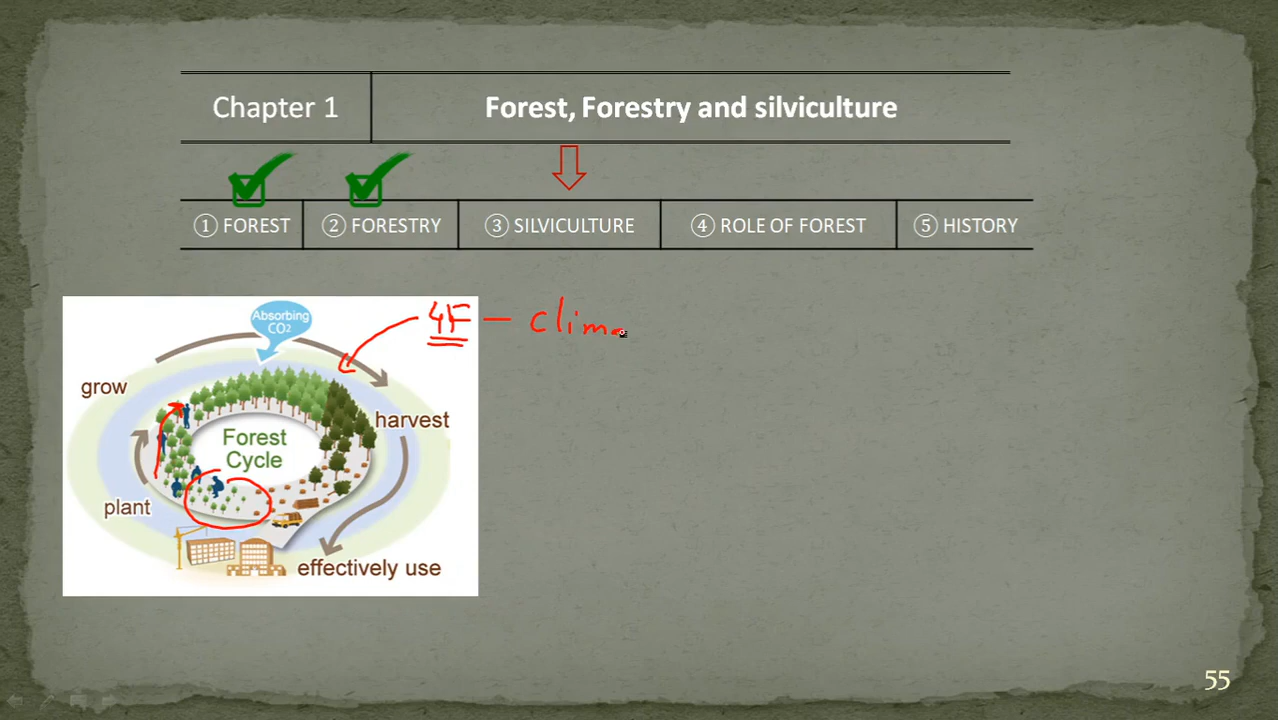 Chapter 1
Forest, Forestry and silviculture
① FOREST
② FORESTRY
③ SILVICULTURE
④ ROLE OF FOREST
⑤ HISTORY
Absorbing
CO2
4F –
grow
harvest
Forest
Cycle
plant
effectively use
55